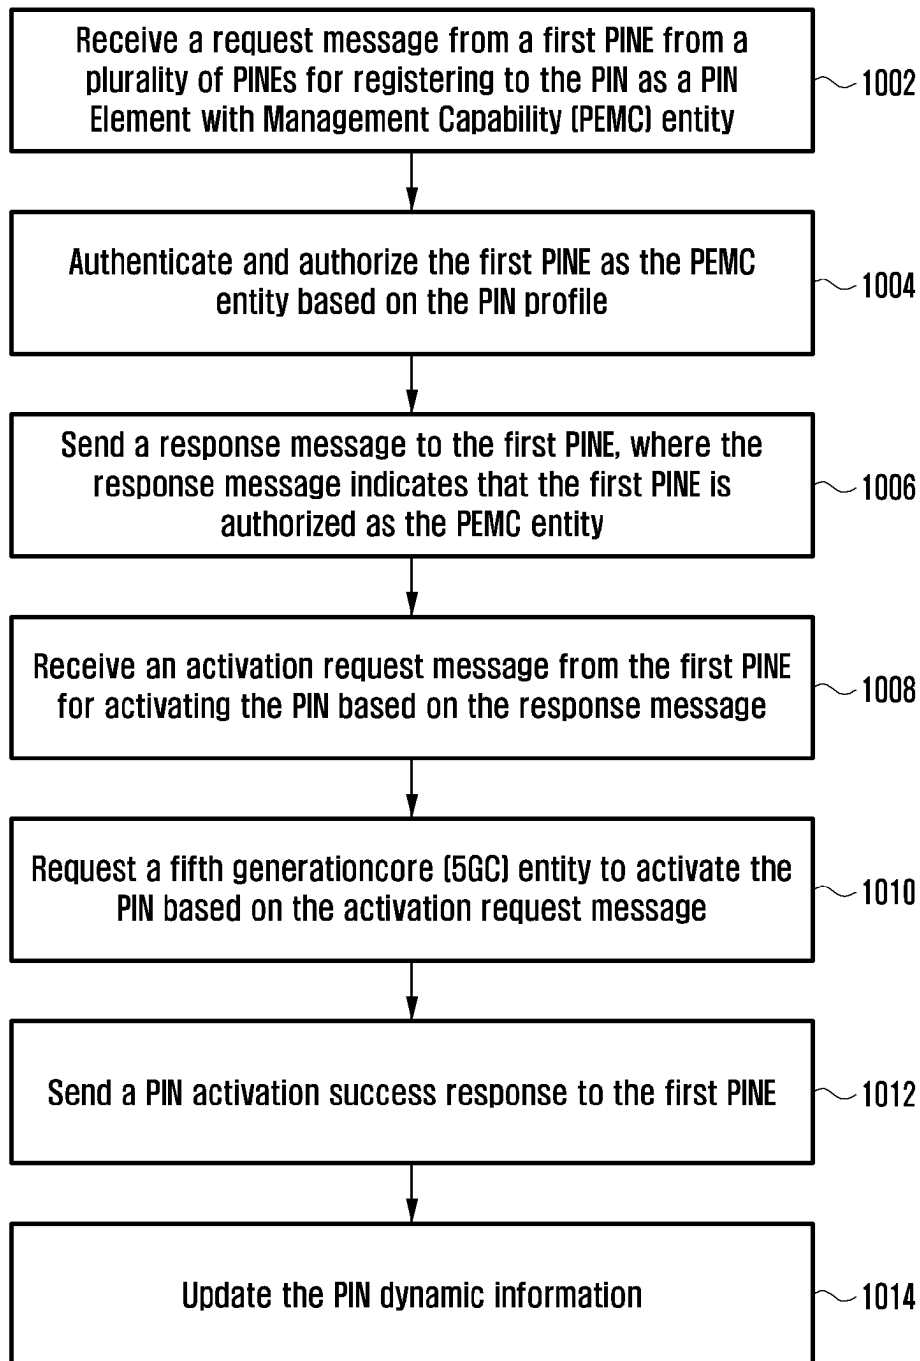 Receive a request message from a first PINE from a
plurality of PINEs for registering to the PIN as a PIN
Element with Management Capability (PEMC) entity
1002
Authenticate and authorize the first PINE as the PEMC
entity based on the PIN profile
1004
Send a response message to the first PINE, where the
response message indicates that the first PINE is
authorized as the PEMC entity
1006
Receive an activation request message from the first PINE
for activating the PIN based on the response message
1008
Request a fifth generationcore (5GC) entity to activate the
PIN based on the activation request message
1010
Send a PIN activation success response to the first PINE
1012
Update the PIN dynamic information
1014